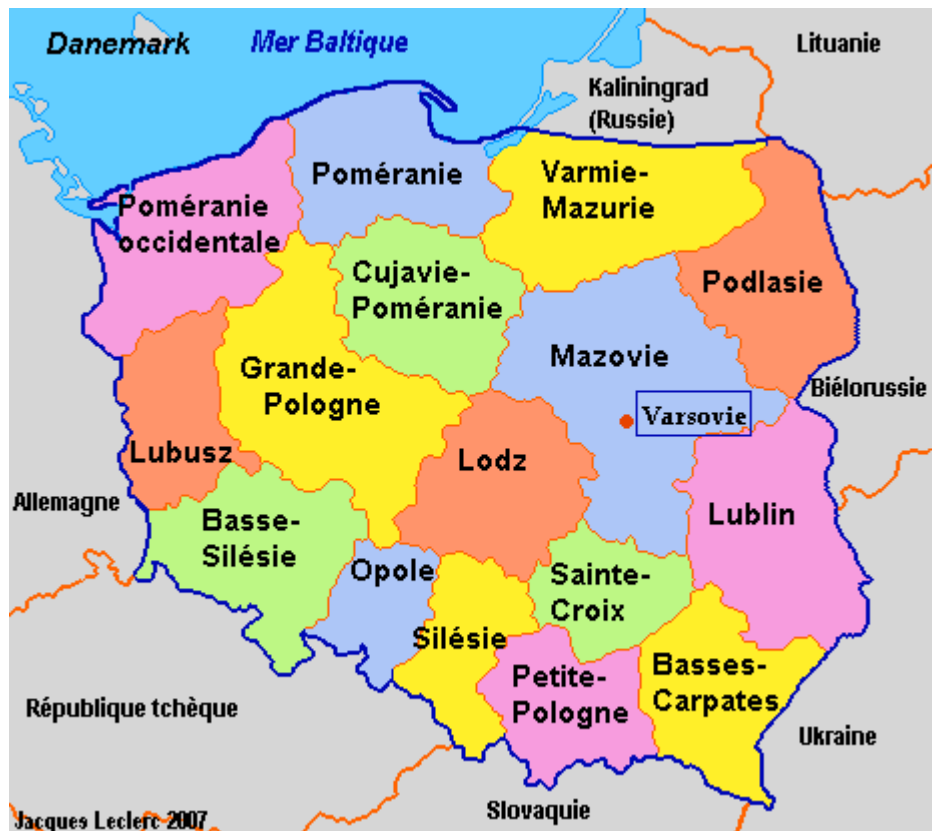 Danemark
Mer Baltique
Lituanie
Kaliningrad
(Russie)
Poméranie
Varmie-
Mazurie
Poméranie
occidentale
Cujavie-
Poméranie
Podlasie
Mazovie
Grande-
Pologne
Biélorussie
Varsovie
Lubusz
Lodz
Allemagne
Basse-
Silésie
Lublin
Opole
Sainte-
Croix
Silésie
Petite-
Pologne
Basses-
Carpates
République tchèque
Ukraine
Slovaquie
Jacques Leclerc 2007